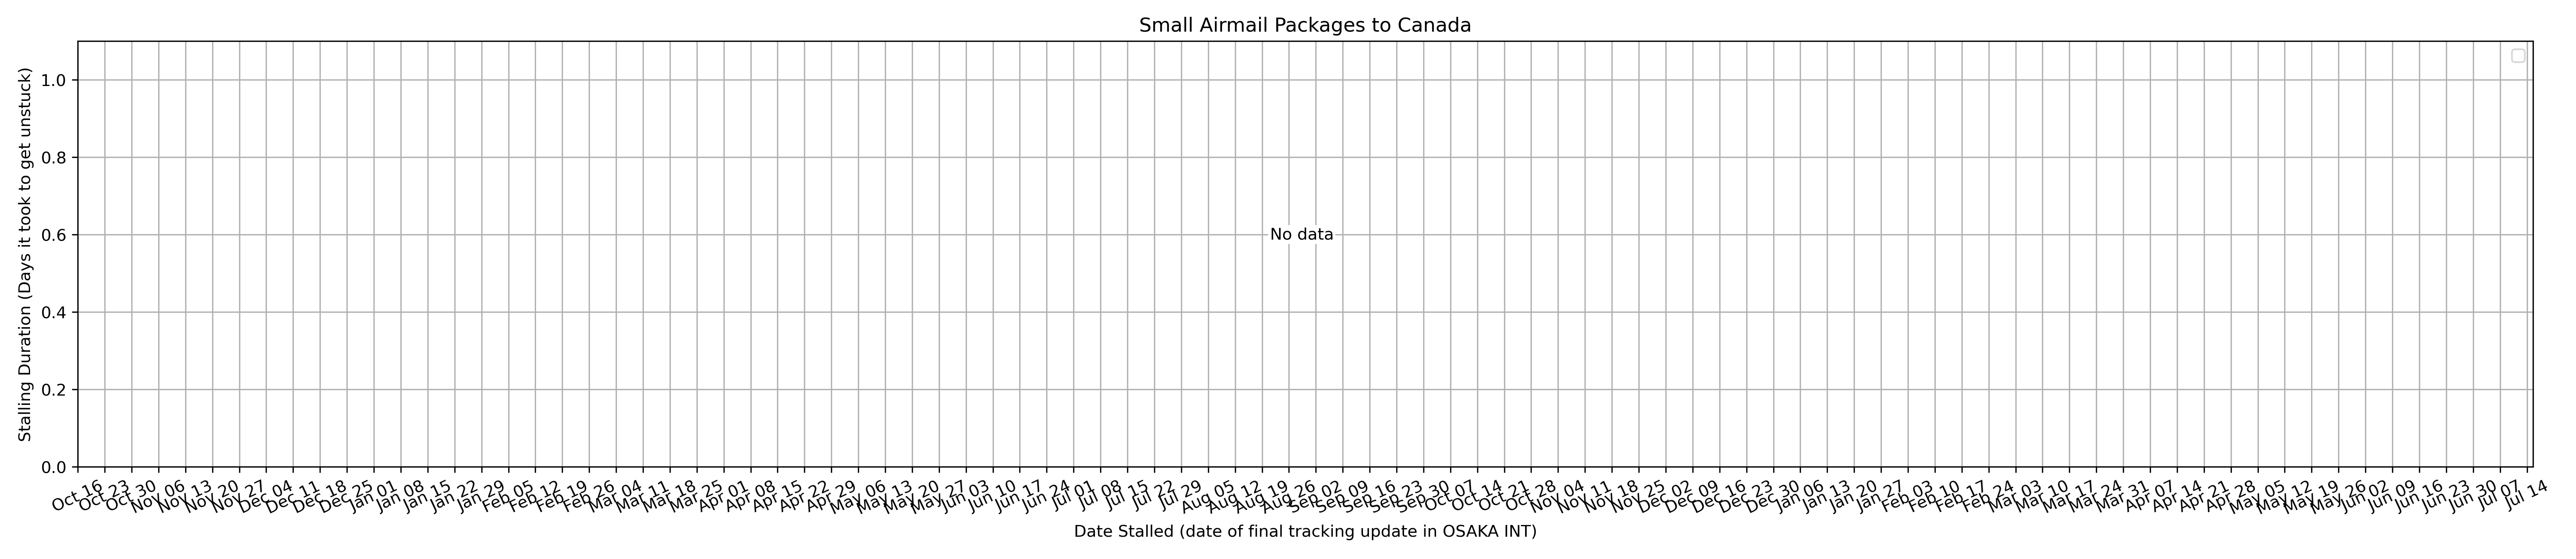 Small Airmail Packages to Canada
Stalling Duration (Days it took to get unstuck)
1.0
0.8
0.6
0.4
0.2
0.0
No data
Oct 16 Oct 23 Oct 30 Nov 06 Nov 13 Nov 20 Nov 27 Dec 04 Dec 11 Dec 18 Dec 25 Jan 01 Jan 08 Jan 15 Jan 22 Jan 29 Feb 05 Feb 12 Feb 19 Feb 26 Mar 04 Mar 11 Mar 18 Mar 25 Apr 01 Apr 08 Apr 15 Apr 22 Apr 29 May 06 May 13 May 20 May 27 Jun 03 Jun 10 Jun 17 Jun 24 Jul 01 Jul 08 Jul 15 Jul 22 Jul 29 Aug 05 Aug 12 Aug 19 Aug 26 Sep 02 Sep 09 Sep 16 Sep 23 Sep 30 Oct 07 Oct 14 Oct 21 Oct 28 Nov 04 Nov 11 Nov 18 Nov 25 Dec 02 Dec 09 Dec 16 Dec 23 Dec 30 Jan 06 Jan 13 Jan 20 Jan 27 Feb 03 Feb 10 Feb 17 Feb 24 Mar 03 Mar 10 Mar 17 Mar 24 Mar 31 Apr 07 Apr 14 Apr 21 Apr 28 May 05 May 12 May 19 May 26 Jun 02 Jun 09 Jun 16 Jun 23 Jun 30 Jul 07 Jul 14
Date Stalled (date of final tracking update in OSAKA INT)